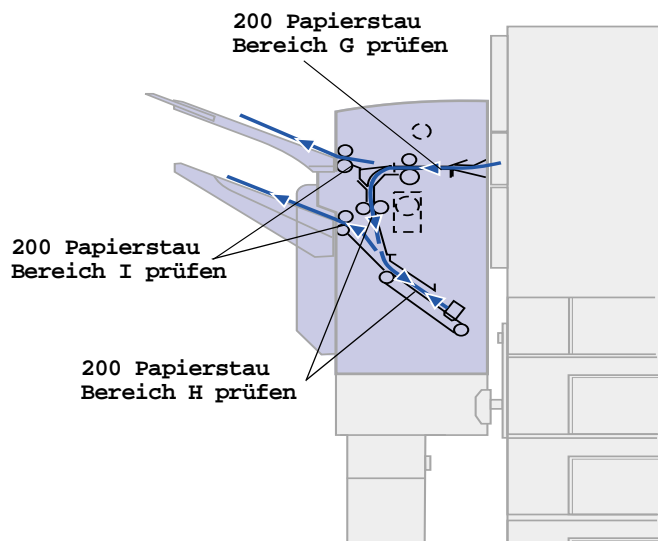 200 Papierstau
Bereich G prüfen
200 Papierstau
Bereich I prüfen
200 Papierstau
Bereich H prüfen